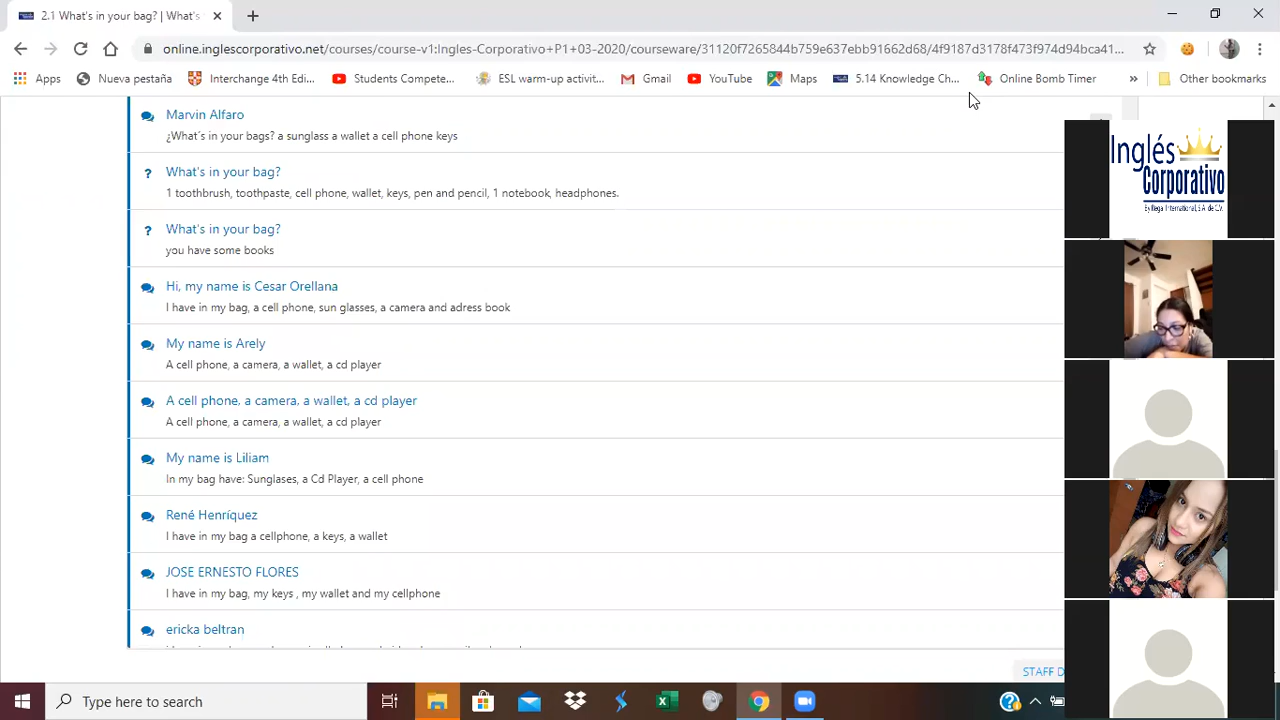 2.1 What's in your bag? | What's
online.inglescorporativo.net/courses/course-v1:Ingles-Corporativo+P1+03-2020/courseware/31120f7265844b759e637ebb91662d68/4f9187d3178f473f974d94bca41...
Apps Nueva pestaña Interchange 4th Edi... Students Compete... ESL warm-up activit... Gmail YouTube Maps 5.14 Knowledge Ch... Online Bomb Timer » Other bookmarks
Marvin Alfaro
¿What´s in your bags? a sunglass a wallet a cell phone keys
What's in your bag?
1 toothbrush, toothpaste, cell phone, wallet, keys, pen and pencil, 1 notebook, headphones.
What's in your bag?
you have some books
Hi, my name is Cesar Orellana
I have in my bag, a cell phone, sun glasses, a camera and adress book
My name is Arely
A cell phone, a camera, a wallet, a cd player
A cell phone, a camera, a wallet, a cd player
A cell phone, a camera, a wallet, a cd player
My name is Liliam
In my bag have: Sunglases, a Cd Player, a cell phone
René Henríquez
I have in my bag a cellphone, a keys, a wallet
JOSE ERNESTO FLORES
I have in my bag, my keys , my wallet and my cellphone
ericka beltran
STAFF D
Type here to search
Inglés
Corporativo